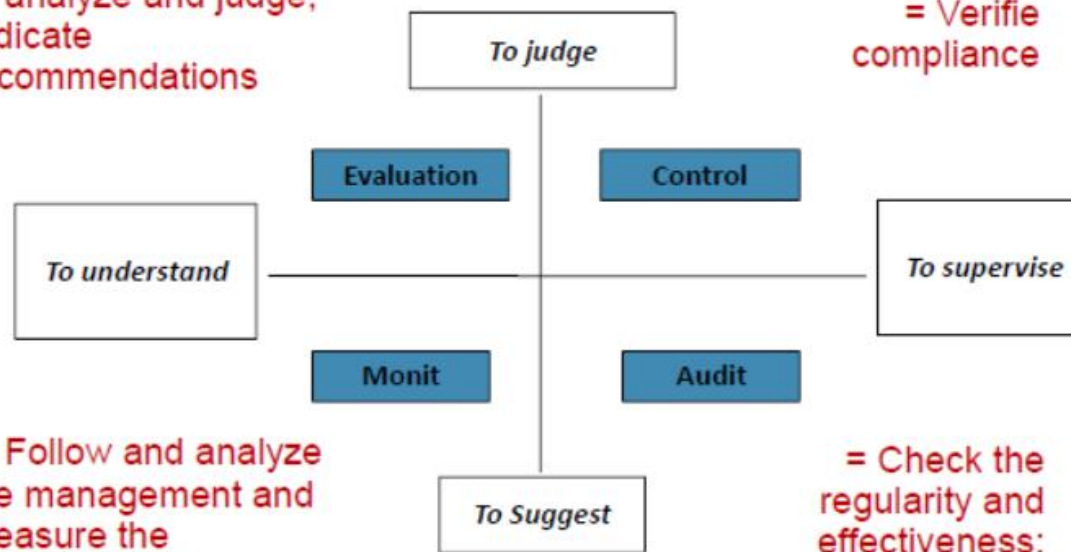 analyze and judge,
dicate
commendations
To judge
= Verifie
compliance
Evaluation
Control
To understand
To supervise
Monit
Audit
Follow and analyze
e management and
easure the
To Suggest
= Check the
regularity and
effectiveness;